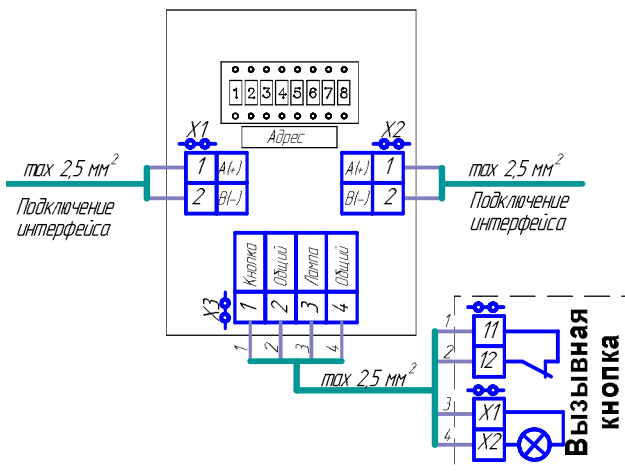 1 2 3 4 5 6 7 8
Адрес
X1
1 А(+)
2 В(–)
X2
А(+) 1
В(–) 2
max 2,5 мм²
Подключение
интерфейса
max 2,5 мм²
Подключение
интерфейса
Кнопка
Общий
Лампа
Общий
X3
1 2 3 4
1 2 3 4
max 2,5 мм²
1 11
2 12
3 X1
4 X2
Вызывная
кнопка